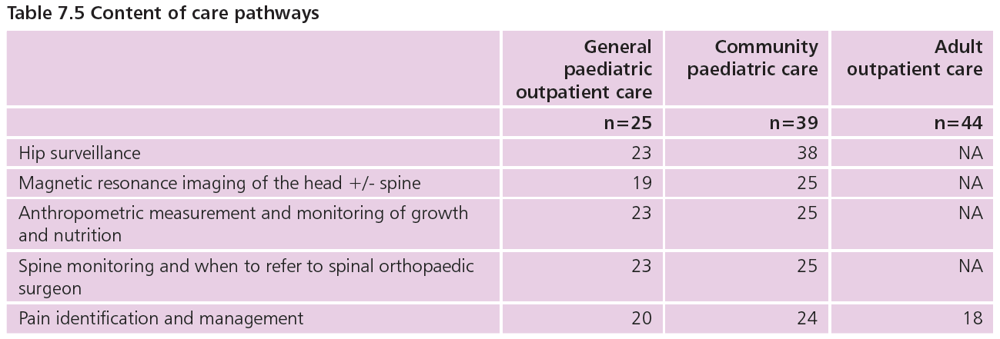 Table 7.5 Content of care pathways
General paediatric outpatient care Community paediatric care Adult outpatient care
n=25 n=39 n=44
Hip surveillance 23 38 NA
Magnetic resonance imaging of the head +/- spine 19 25 NA
Anthropometric measurement and monitoring of growth
and nutrition 23 25 NA
Spine monitoring and when to refer to spinal orthopaedic
surgeon 23 25 NA
Pain identification and management 20 24 18